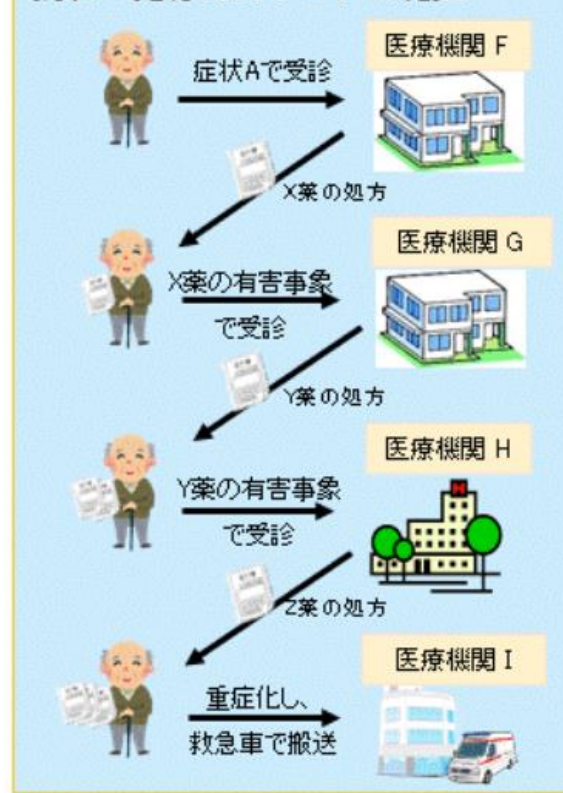 症状Aで受診
医療機関 F
X薬の処方
医療機関 G
X薬の有害事象
で受診
Y薬の処方
医療機関 H
Y薬の有害事象
で受診
Z薬の処方
医療機関 I
重症化し、
救急車で搬送